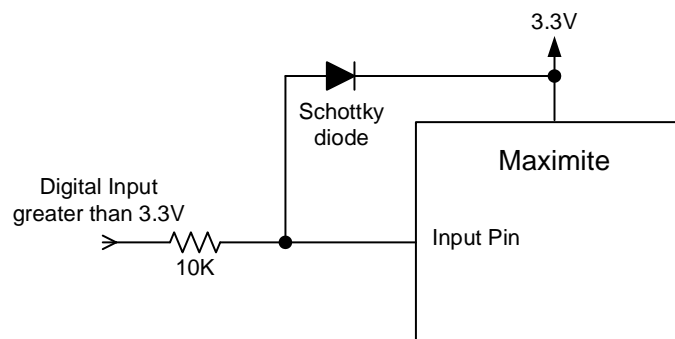 3.3V
Schottky
diode
Maximite
Digital Input
greater than 3.3V
Input Pin
10K